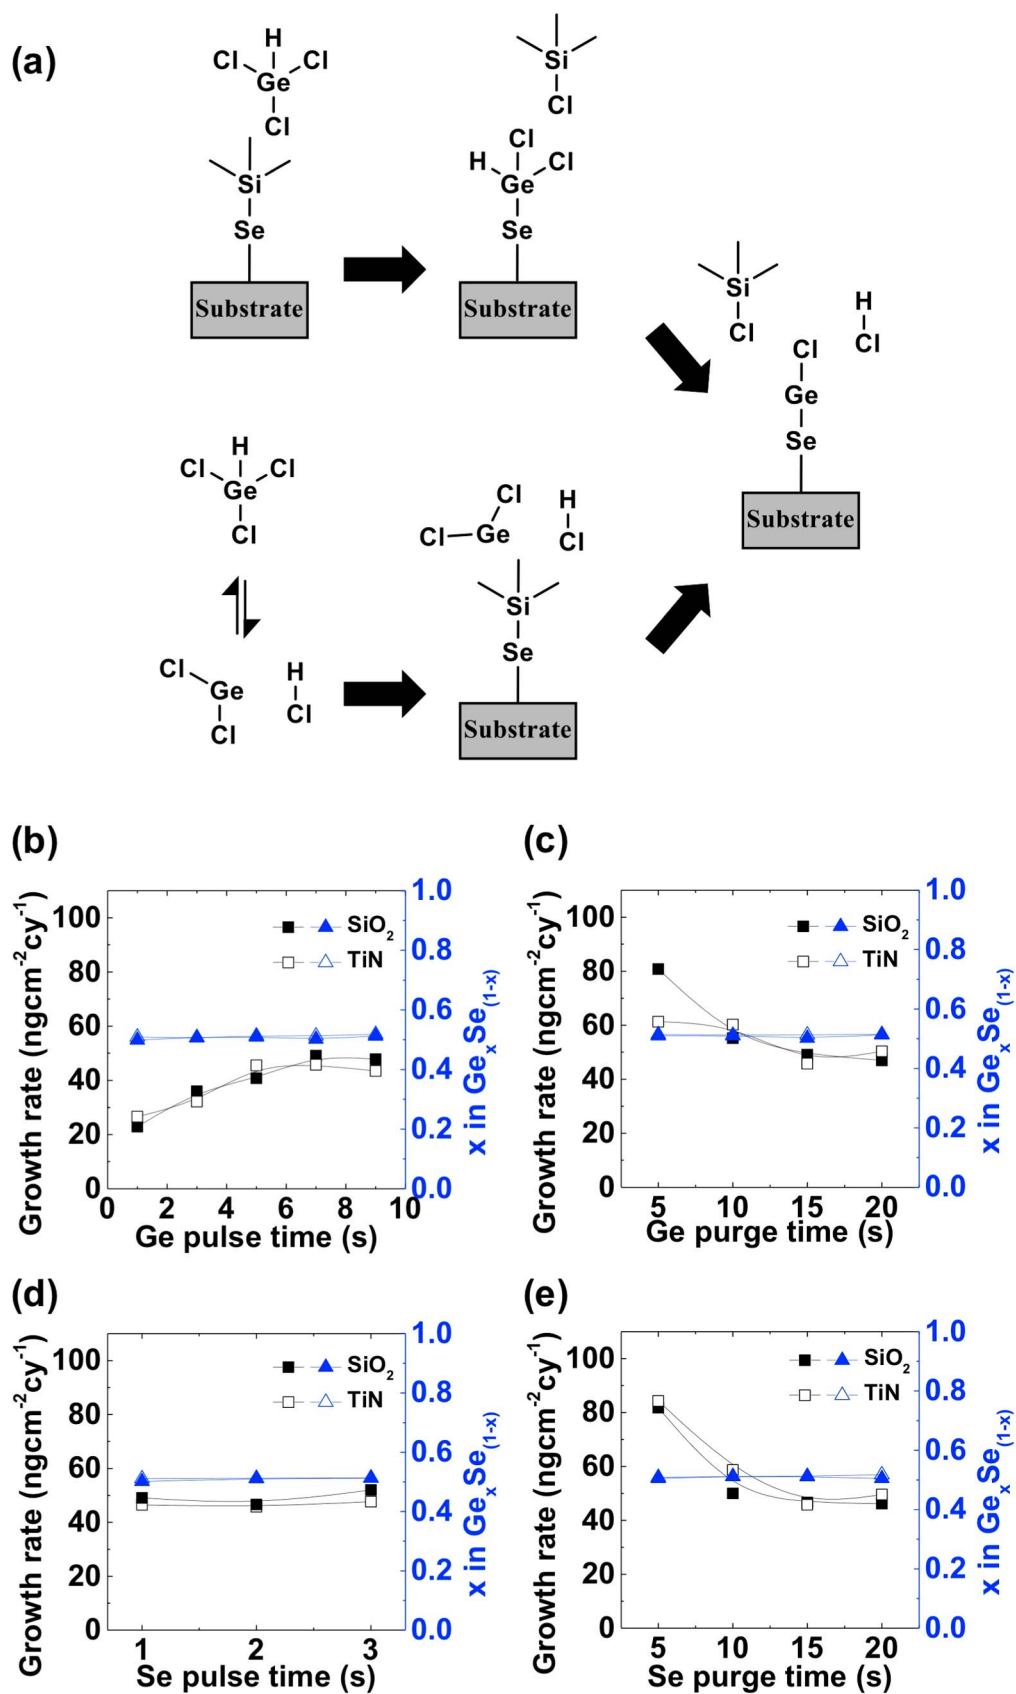 (a)
H
Cl
Cl
Ge
Cl
Si
Se
Substrate
Si
Cl
Cl
H
Cl
Ge
Se
Substrate
Si
Cl
H
Cl
Cl
Ge
Se
Substrate
H
Cl
Cl
Ge
Cl
Cl
Ge
Cl
H
Cl
Cl
Cl
Ge
H
Cl
Si
Se
Substrate
(b)
Growth rate (ngcm⁻²cy⁻¹)
100
80
60
40
20
0
0 2 4 6 8 10
Ge pulse time (s)
SiO₂
TiN
1.0
0.8
0.6
0.4
0.2
0.0
x in GeₓSe₍₁₋ₓ₎
(c)
Growth rate (ngcm⁻²cy⁻¹)
100
80
60
40
20
0
5 10 15 20
Ge purge time (s)
SiO₂
TiN
1.0
0.8
0.6
0.4
0.2
0.0
x in GeₓSe₍₁₋ₓ₎
(d)
Growth rate (ngcm⁻²cy⁻¹)
100
80
60
40
20
0
1 2 3
Se pulse time (s)
SiO₂
TiN
1.0
0.8
0.6
0.4
0.2
0.0
x in GeₓSe₍₁₋ₓ₎
(e)
Growth rate (ngcm⁻²cy⁻¹)
100
80
60
40
20
0
5 10 15 20
Se purge time (s)
SiO₂
TiN
1.0
0.8
0.6
0.4
0.2
0.0
x in GeₓSe₍₁₋ₓ₎